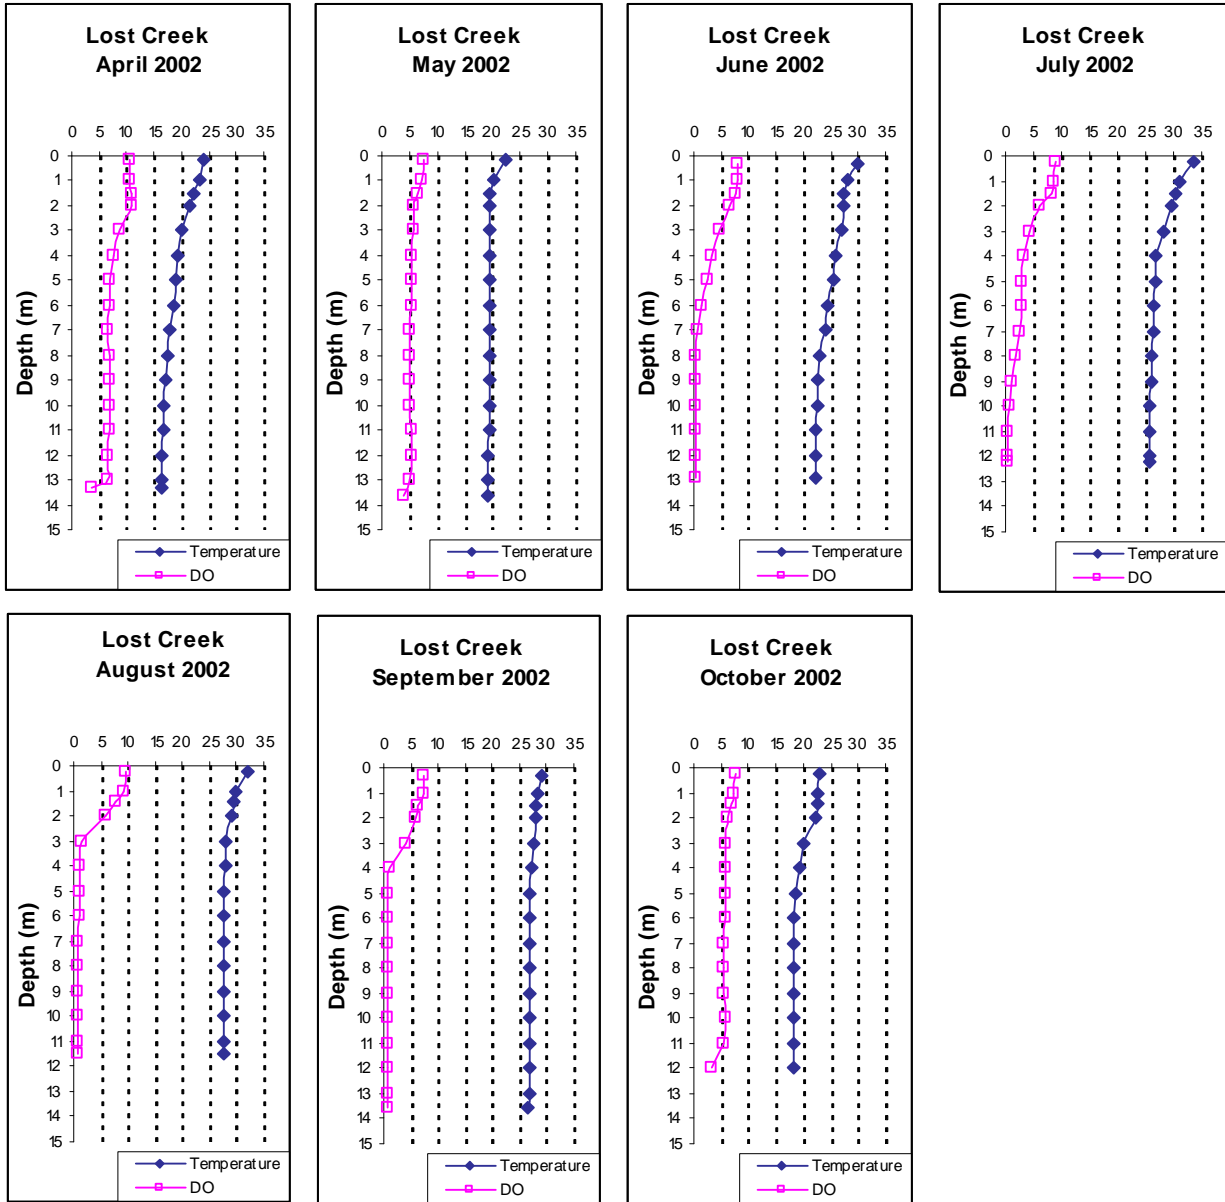 Lost Creek
April 2002
0 5 10 15 20 25 30 35
0
1
2
3
4
5
6
7
8
9
10
11
12
13
14
15
Depth (m)
Temperature
DO
Lost Creek
May 2002
0 5 10 15 20 25 30 35
0
1
2
3
4
5
6
7
8
9
10
11
12
13
14
15
Depth (m)
Temperature
DO
Lost Creek
June 2002
0 5 10 15 20 25 30 35
0
1
2
3
4
5
6
7
8
9
10
11
12
13
14
15
Depth (m)
Temperature
DO
Lost Creek
July 2002
0 5 10 15 20 25 30 35
0
1
2
3
4
5
6
7
8
9
10
11
12
13
14
15
Depth (m)
Temperature
DO
Lost Creek
August 2002
0 5 10 15 20 25 30 35
0
1
2
3
4
5
6
7
8
9
10
11
12
13
14
15
Depth (m)
Temperature
DO
Lost Creek
September 2002
0 5 10 15 20 25 30 35
0
1
2
3
4
5
6
7
8
9
10
11
12
13
14
15
Depth (m)
Temperature
DO
Lost Creek
October 2002
0 5 10 15 20 25 30 35
0
1
2
3
4
5
6
7
8
9
10
11
12
13
14
15
Depth (m)
Temperature
DO